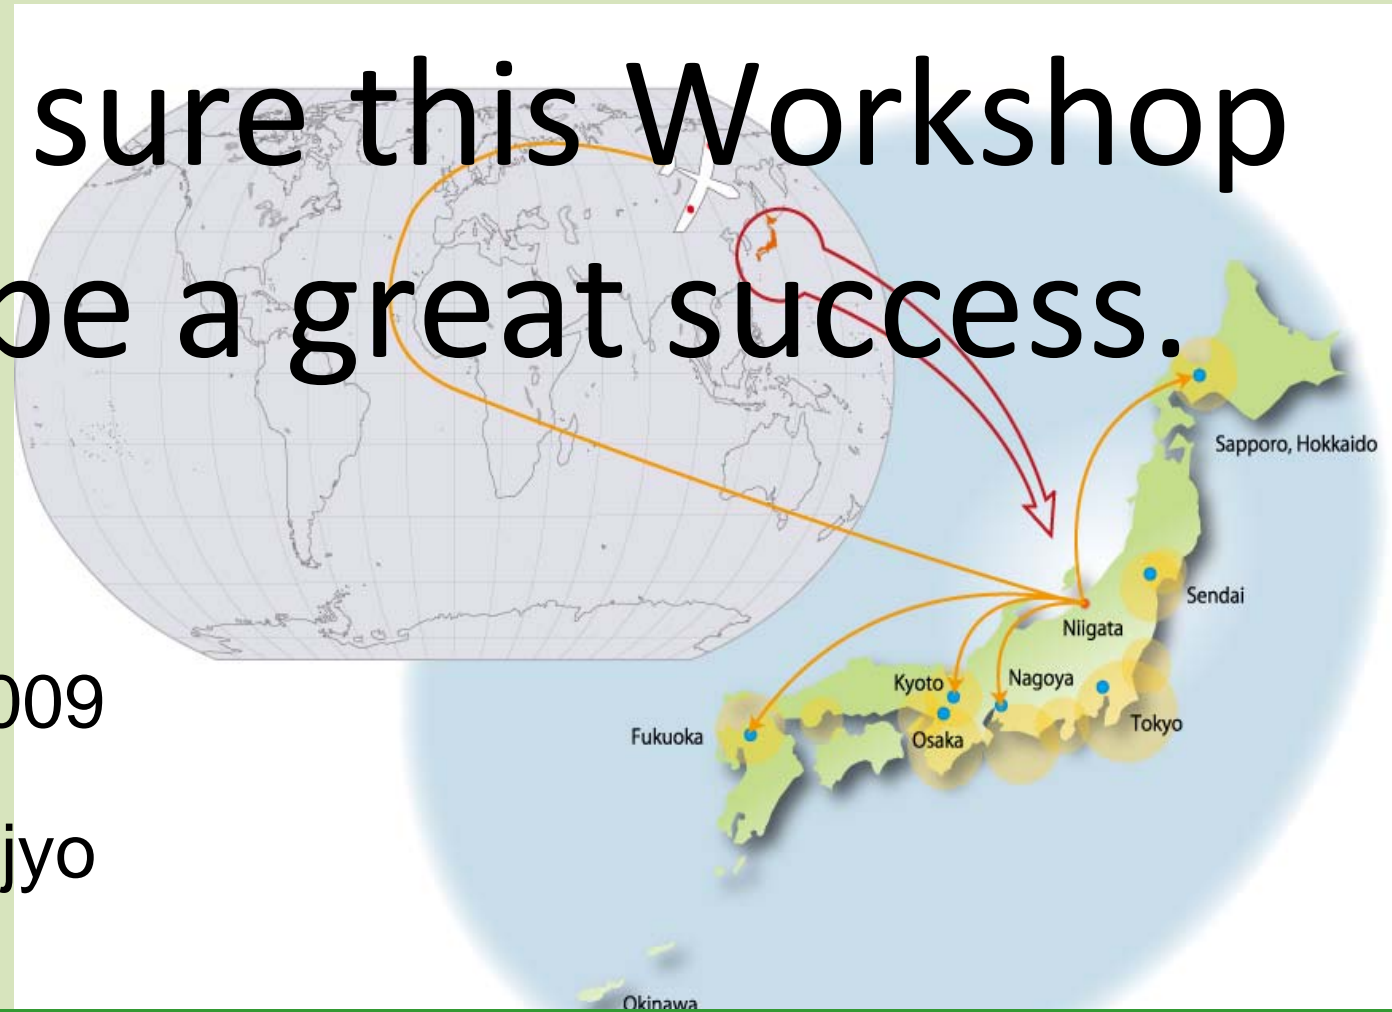 sure this Workshop
be a great success.
Sapporo, Hokkaido
Sendai
Niigata
Kyoto
Nagoya
Fukuoka
Osaka
Tokyo
009
jyo
Okinawa